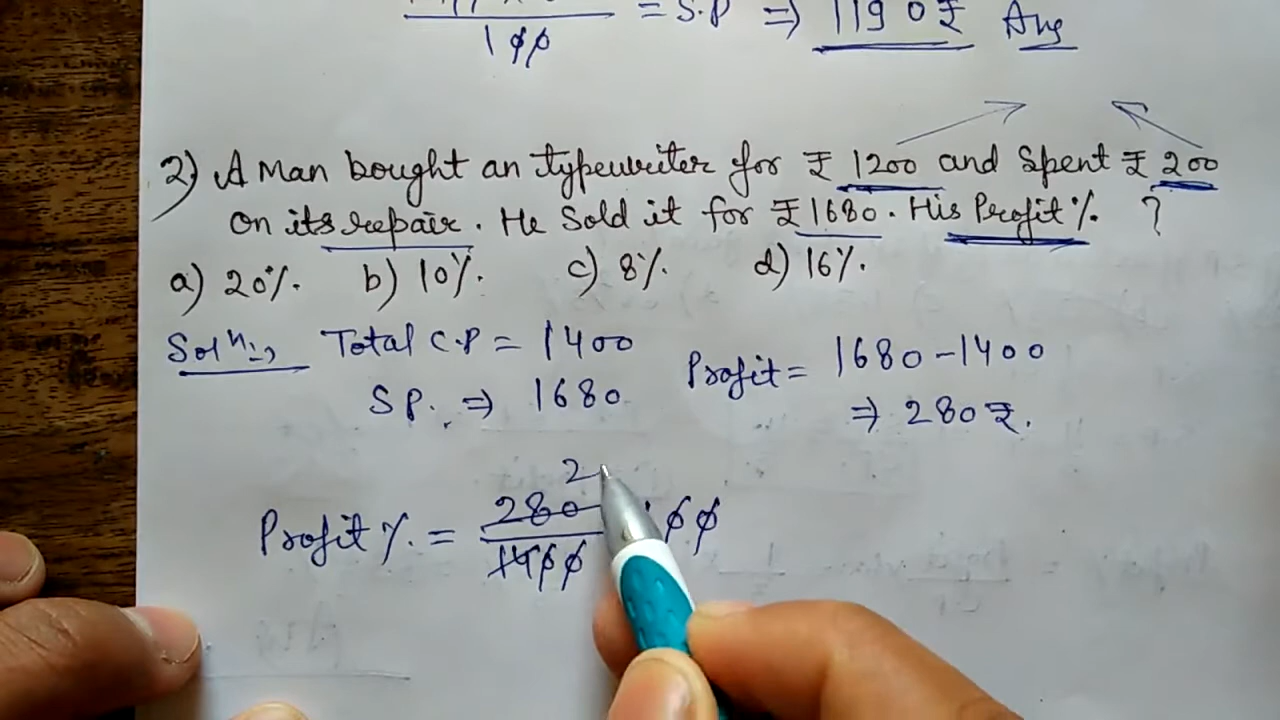 = S.P ⇒ 1190₹ Ans
100
2) A Man bought an typewriter for ₹ 1200 and Spent ₹ 200
on its repair. He Sold it for ₹1680. His Profit % ?
a) 20% b) 10% c) 8% d) 16%
Solⁿ:→ Total C.P = 1400
SP. ⇒ 1680
Profit = 1680-1400
⇒ 280₹.
2
Profit % = 280 00
1400